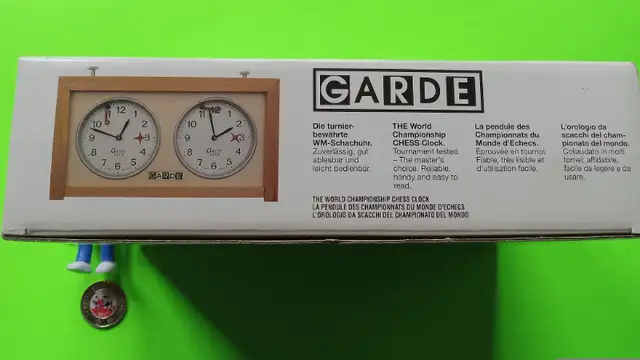 GARDE
Die turnier-
bewährte
WM-Schachuhr.
Zuverlässig, gut
ablesbar und
leicht bedienbar.
THE World
Championship
CHESS Clock.
Tournament tested
– The master's
choice. Reliable,
handy and easy to
read.
La pendule des
Championnats du
Monde d'Echecs.
Eprouvée en tournoi.
Fiable, très lisible et
d'utilisation facile.
L'orologio da
scacchi del cham-
pionato del mondo.
Collaudato in molti
tornei, affidabile,
facile da legere e da
usare.
THE WORLD CHAMPIONSHIP CHESS CLOCK
LA PENDULE DES CHAMPIONNATS DU MONDE D'ECHECS
L'OROLOGIO DA SCACCHI DEL CHAMPIONATO DEL MONDO
GARDE